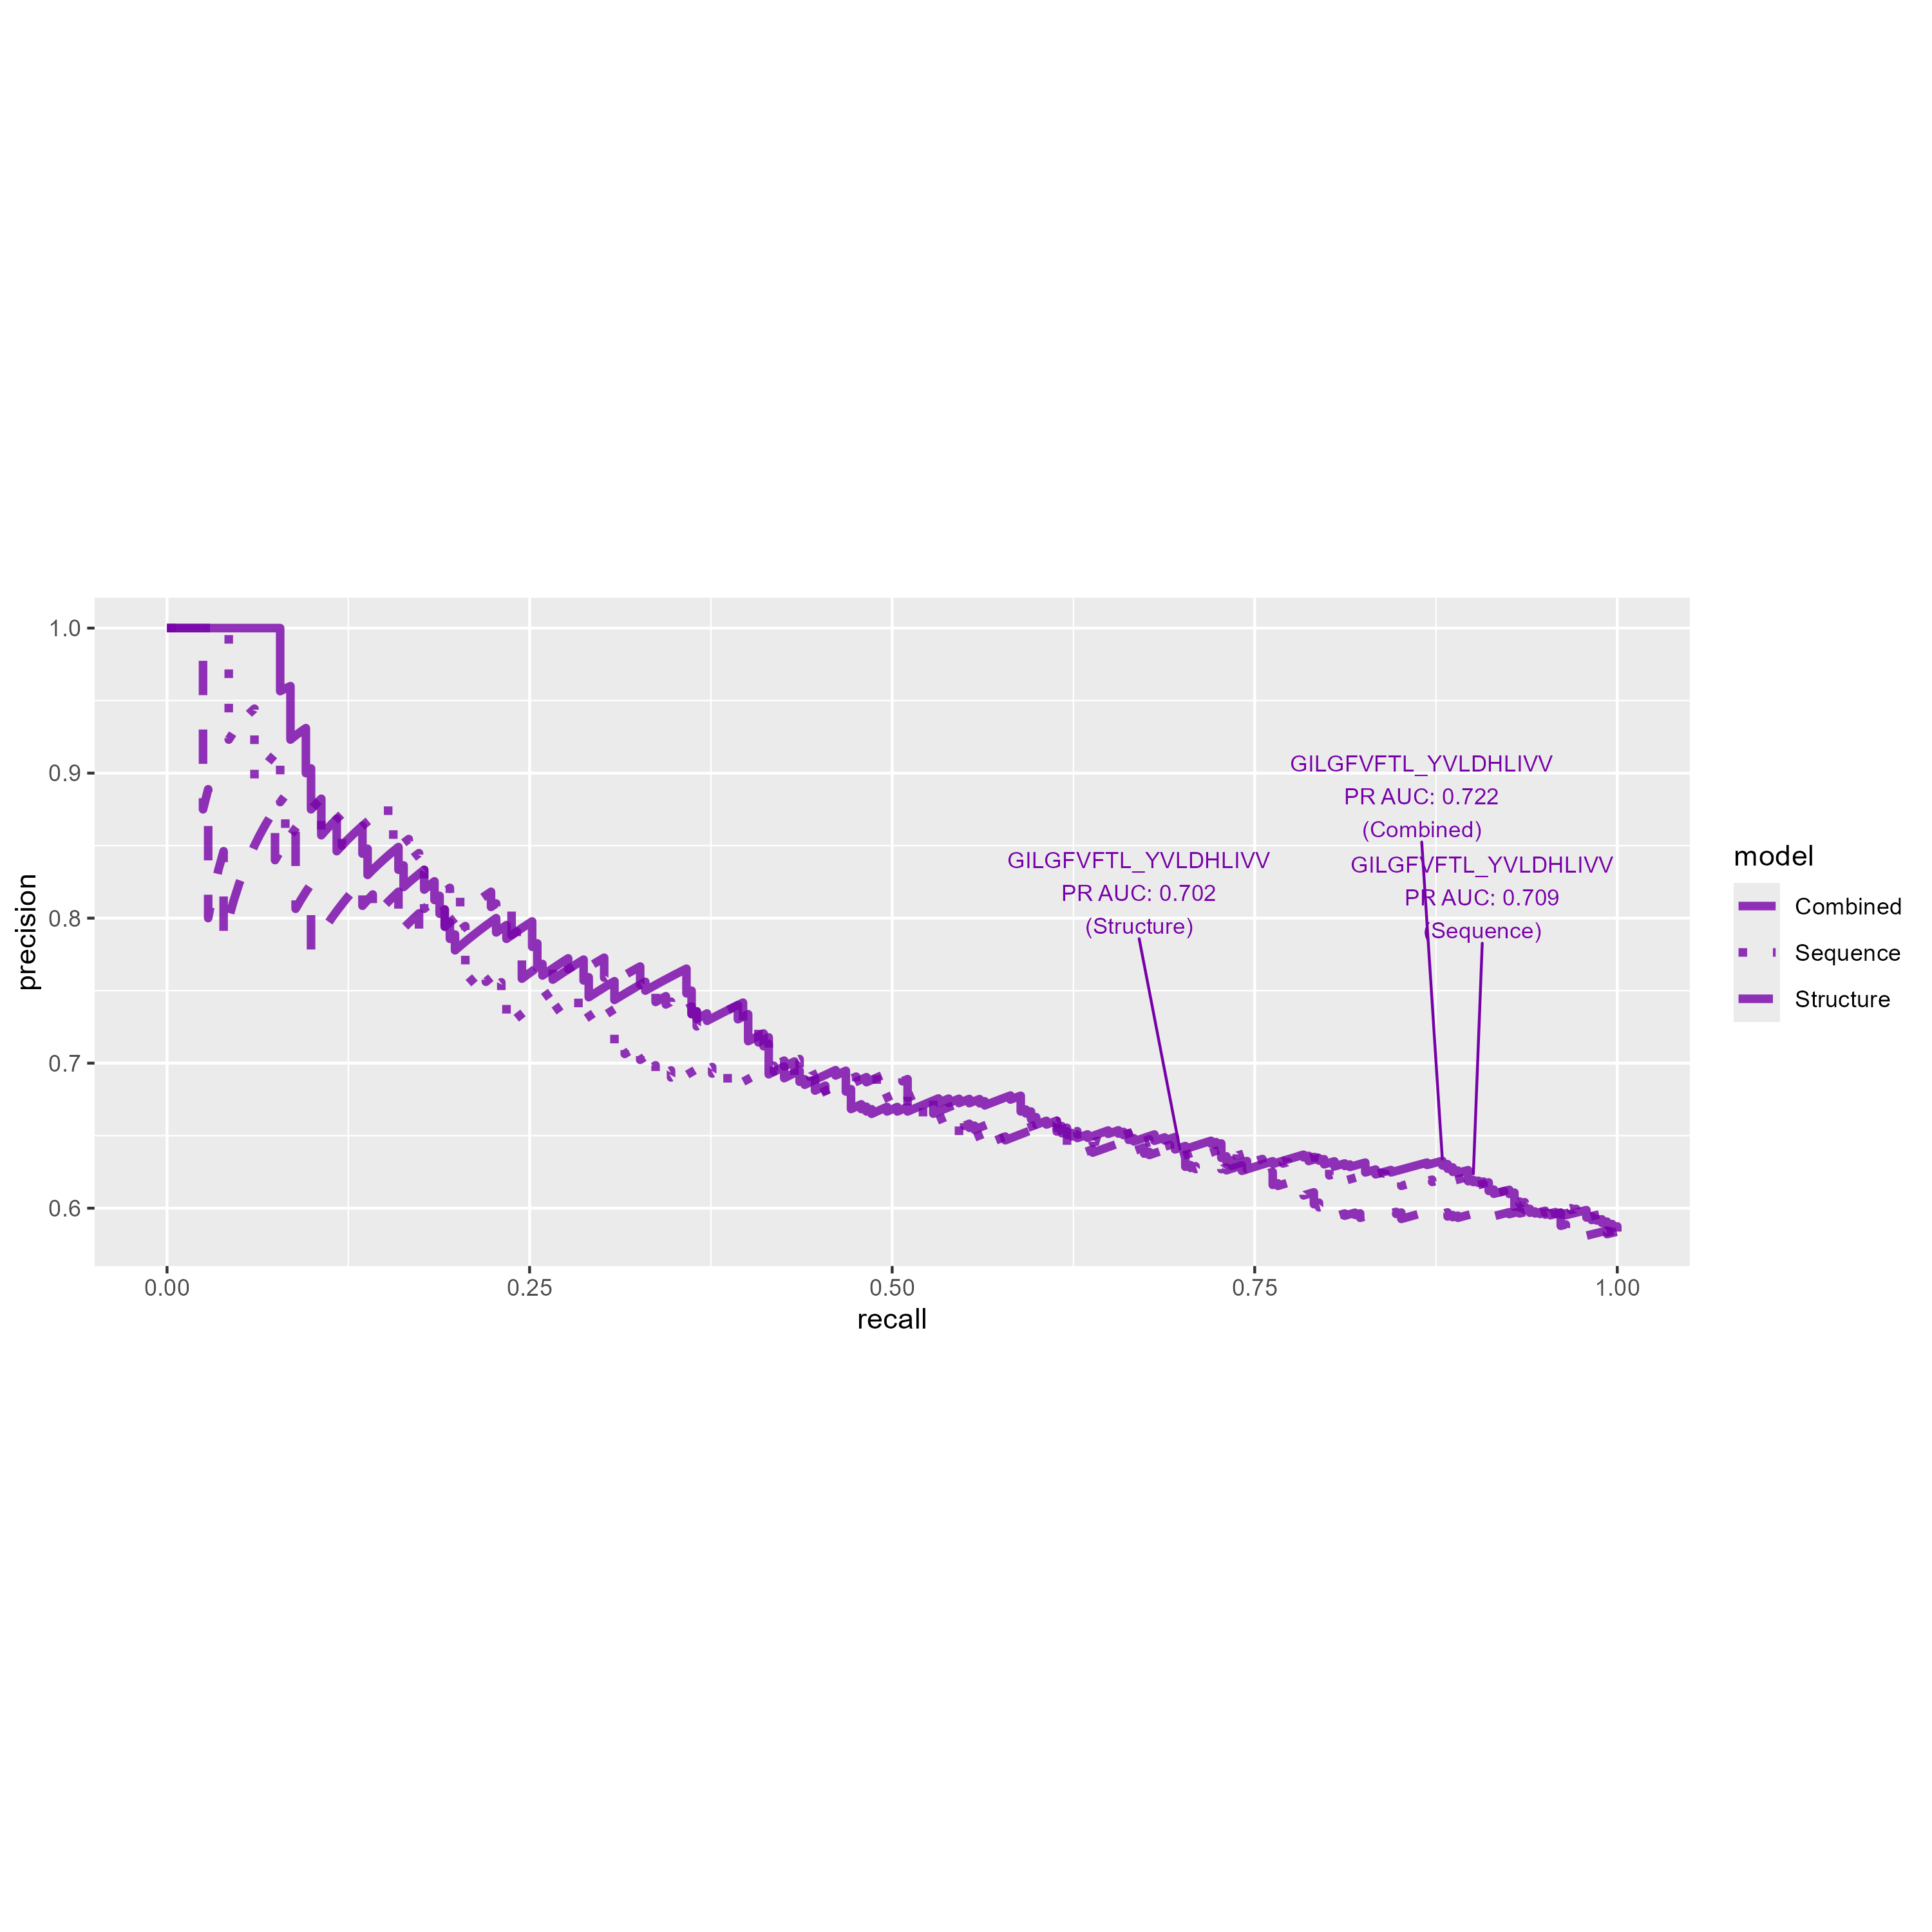 1.0
0.9
0.8
0.7
0.6
precision
0.00
0.25
0.50
0.75
1.00
recall
GILGFVFTL_YVLDHLIVV
PR AUC: 0.722
(Combined)
GILGFVFTL_YVLDHLIVV
PR AUC: 0.702
(Structure)
GILGFVFTL_YVLDHLIVV
PR AUC: 0.709
(Sequence)
model
Combined
Sequence
Structure